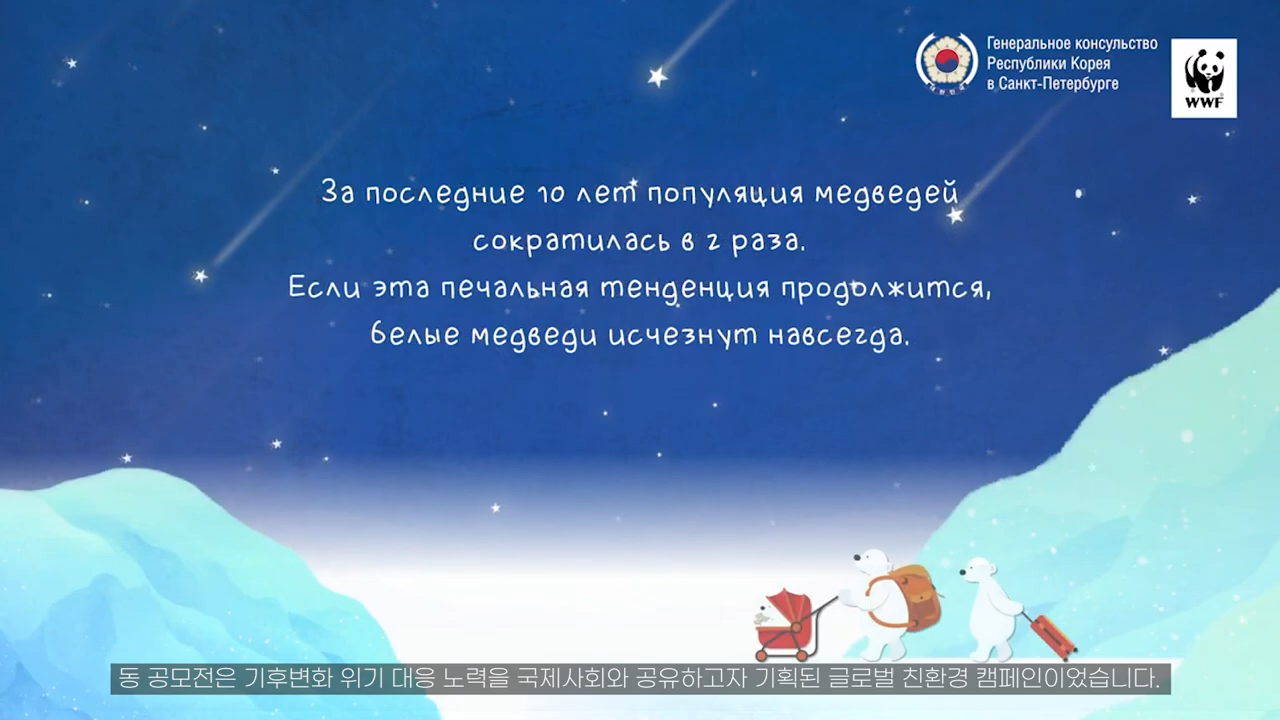 Генеральное консульство
Республики Корея
в Санкт-Петербурге
WWF
За последние 10 лет популяция медведей
сократилась в 2 раза.
Если эта печальная тенденция продолжится,
белые медведи исчезнут навсегда.
동 공모전은 기후변화 위기 대응 노력을 국제사회와 공유하고자 기획된 글로벌 친환경 캠페인이었습니다.